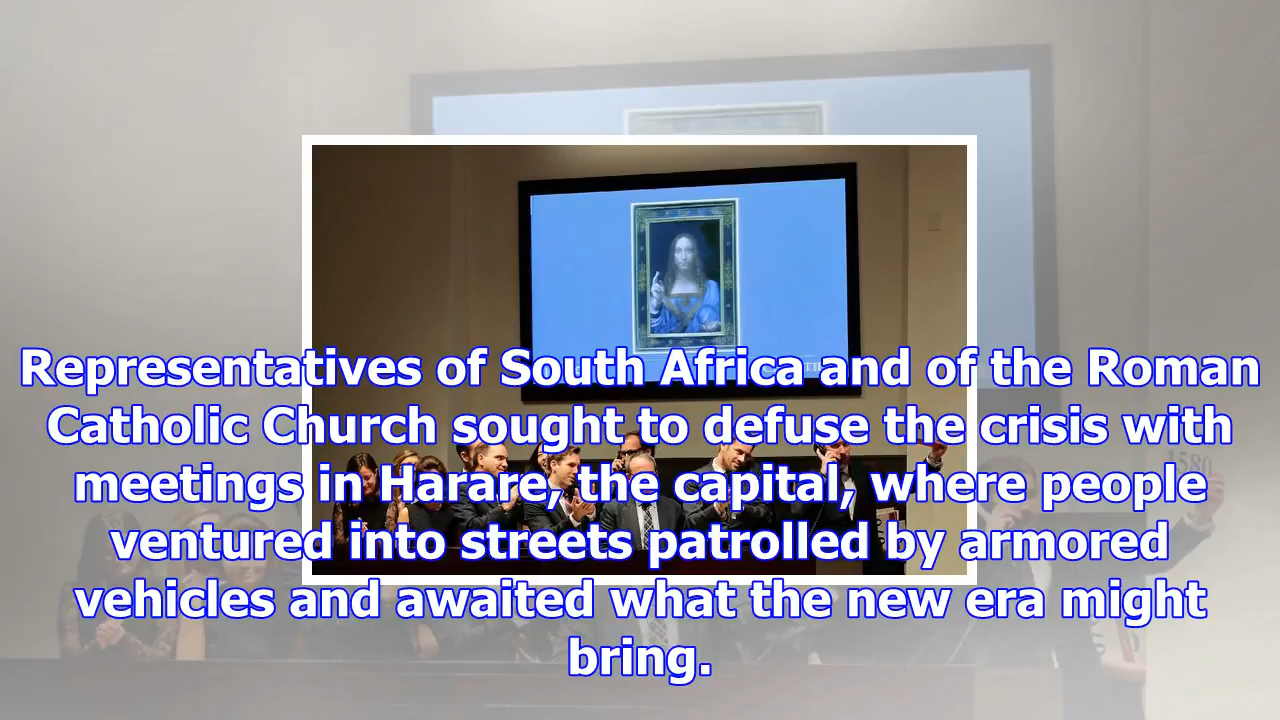 Representatives of South Africa and of the Roman
Catholic Church sought to defuse the crisis with
meetings in Harare, the capital, where people
ventured into streets patrolled by armored
vehicles and awaited what the new era might
bring.
1580